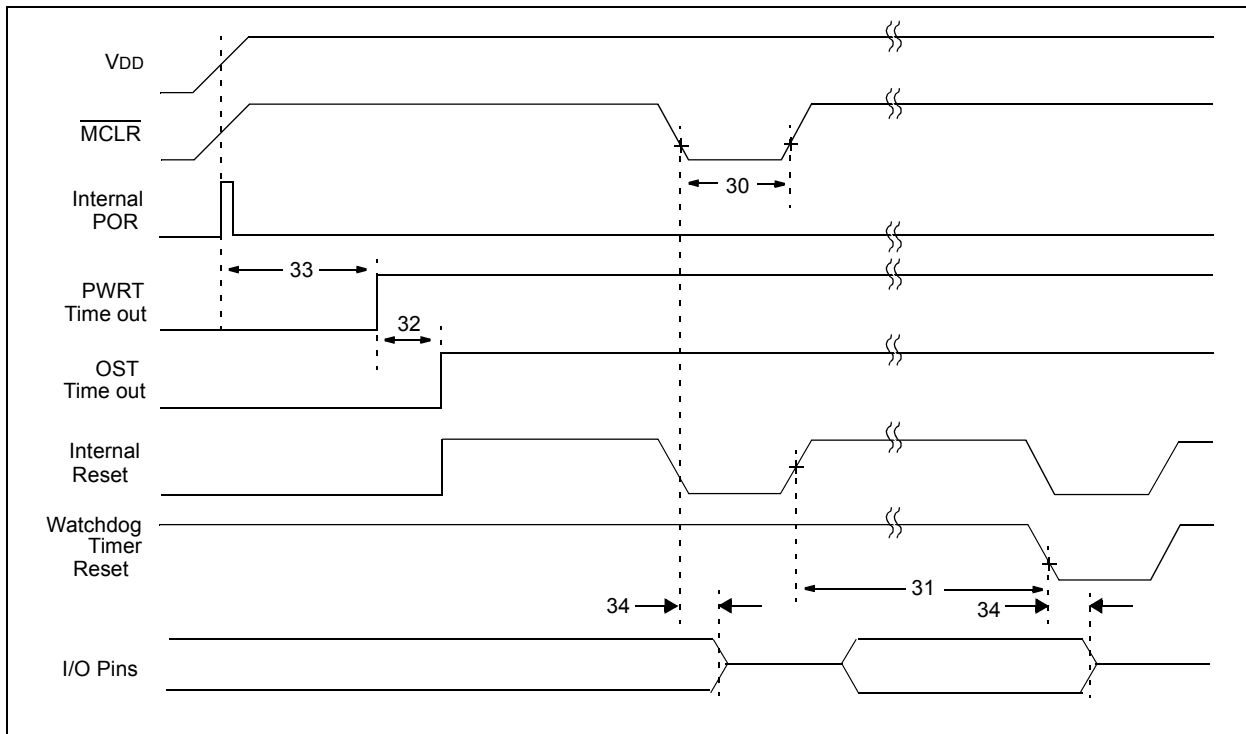 VDD
MCLR
Internal
POR
30
33
PWRT
Time out
32
OST
Time out
Internal
Reset
Watchdog
Timer
Reset
31
34
34
I/O Pins